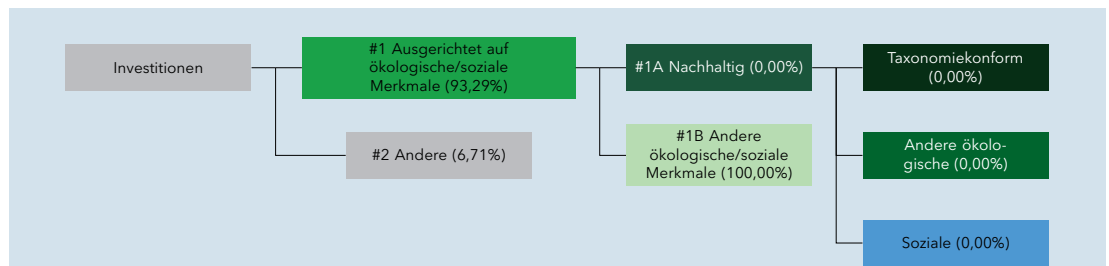 Investitionen
#1 Ausgerichtet auf
ökologische/soziale
Merkmale (93,29%)
#2 Andere (6,71%)
#1A Nachhaltig (0,00%)
#1B Andere
ökologische/soziale
Merkmale (100,00%)
Taxonomiekonform
(0,00%)
Andere ökolo-
gische (0,00%)
Soziale (0,00%)